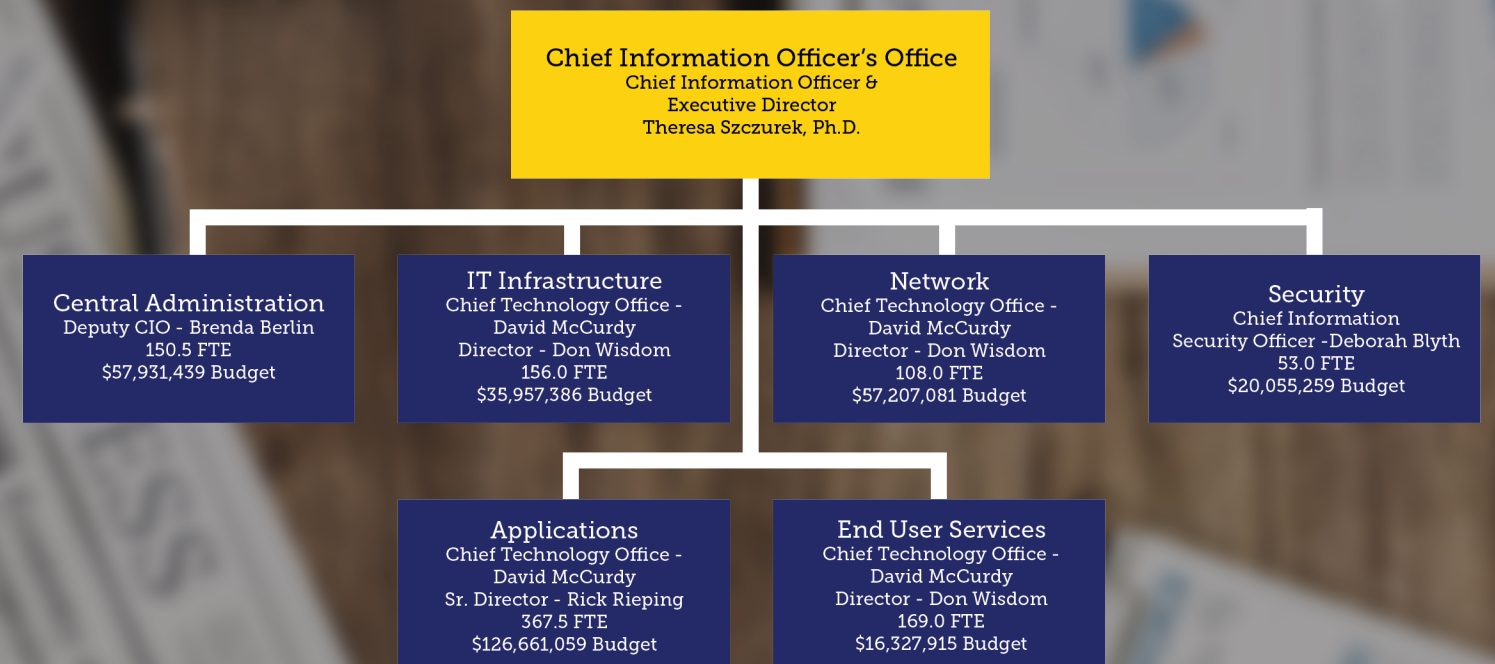 Chief Information Officer's Office
Chief Information Officer &
Executive Director
Theresa Szczurek, Ph.D.
Central Administration
Deputy CIO - Brenda Berlin
150.5 FTE
$57,931,439 Budget
IT Infrastructure
Chief Technology Office -
David McCurdy
Director - Don Wisdom
156.0 FTE
$35,957,386 Budget
Network
Chief Technology Office -
David McCurdy
Director - Don Wisdom
108.0 FTE
$57,207,081 Budget
Security
Chief Information
Security Officer -Deborah Blyth
53.0 FTE
$20,055,259 Budget
Applications
Chief Technology Office -
David McCurdy
Sr. Director - Rick Rieping
367.5 FTE
$126,661,059 Budget
End User Services
Chief Technology Office -
David McCurdy
Director - Don Wisdom
169.0 FTE
$16,327,915 Budget